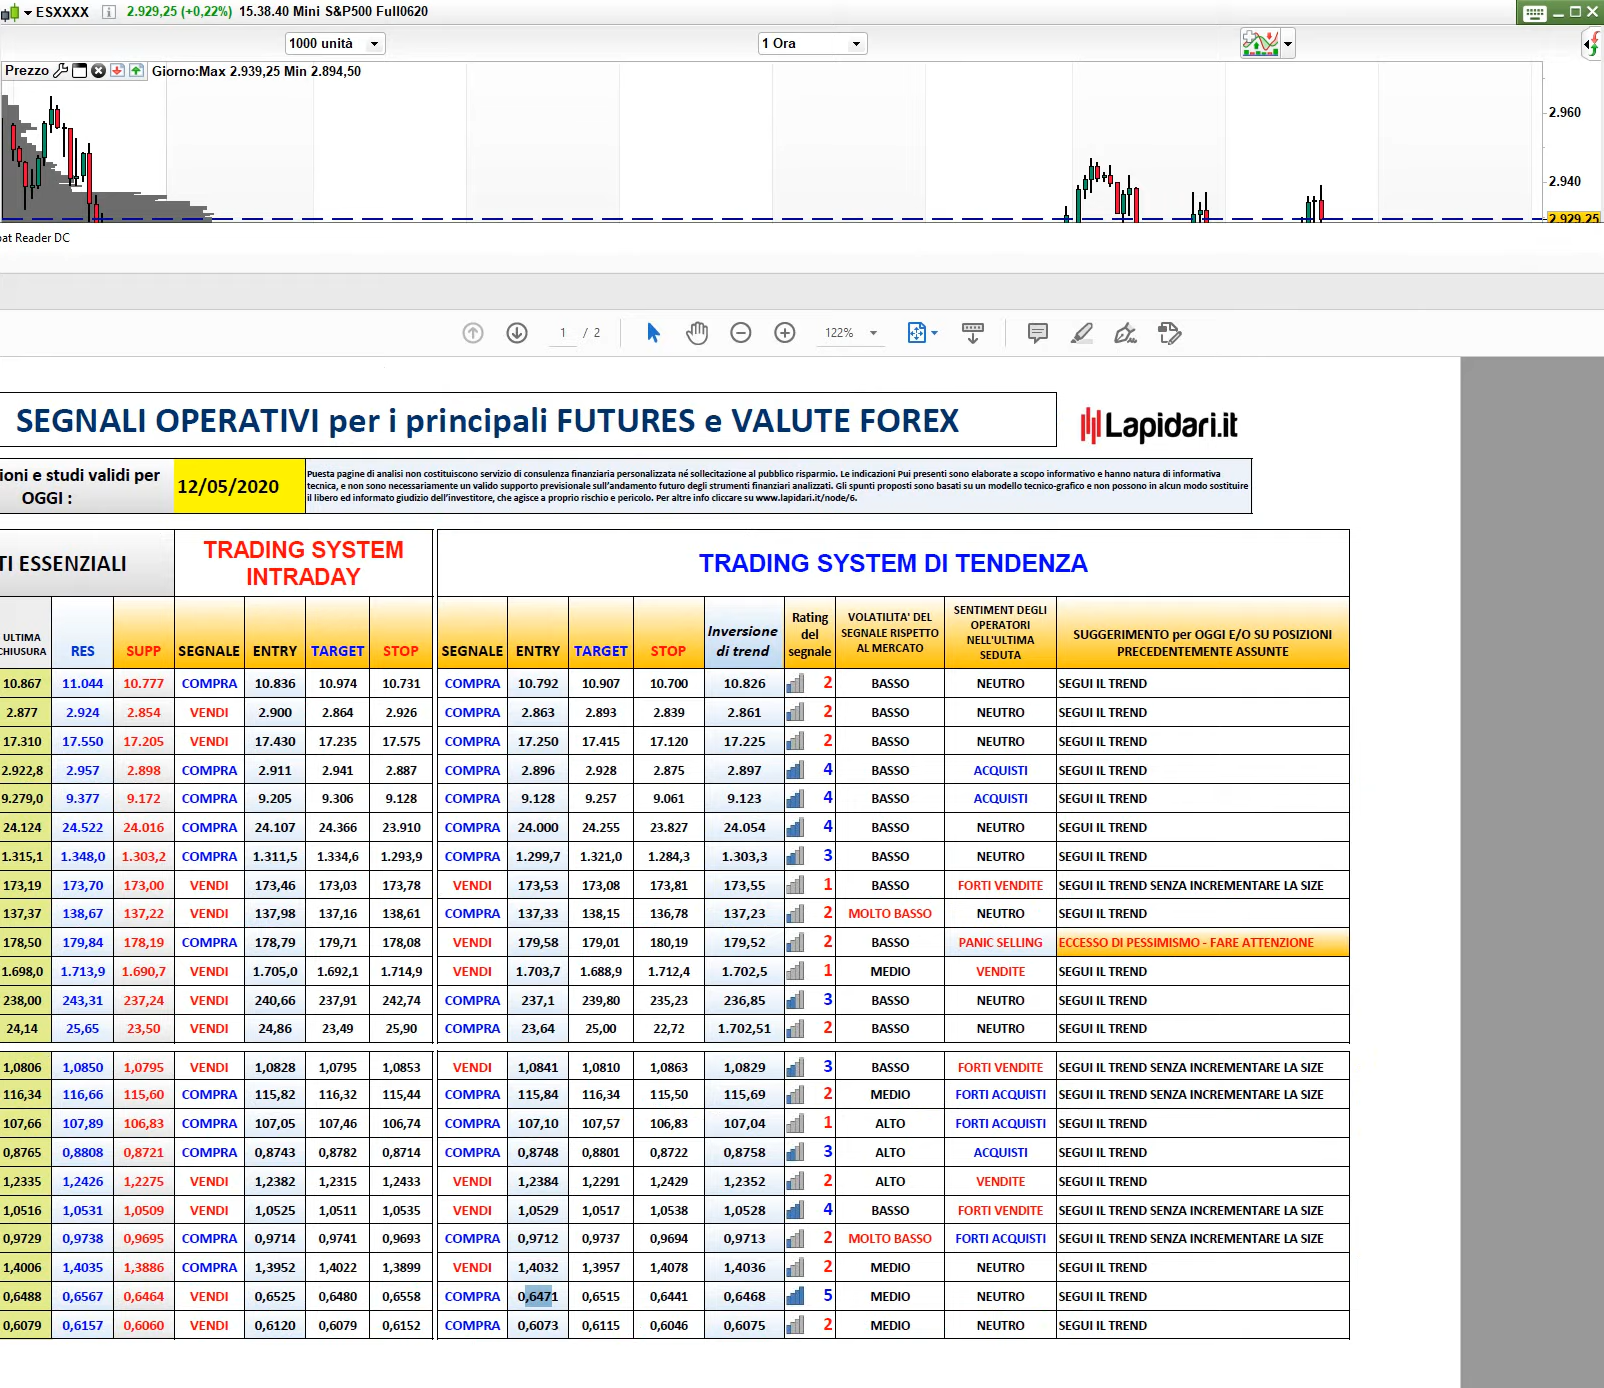 ESXXXX 2.929,25 (+0,22%) 15.38.40 Mini S&P500 Full0620
1000 unità 1 Ora
Prezzo Giorno:Max 2.939,25 Min 2.894,50
2.960
2.940
2.929,25
bat Reader DC
1 / 2 122%
SEGNALI OPERATIVI per i principali FUTURES e VALUTE FOREX
Lapidari.it
ioni e studi validi per
OGGI :
12/05/2020
Puesta pagine di analisi non costituiscono servizio di consulenza finanziaria personalizzata né sollecitazione al pubblico risparmio. Le indicazioni Pui presenti sono elaborate a scopo informativo e hanno natura di informativa
tecnica, e non sono necessariamente un valido supporto previsionale sull'andamento futuro degli strumenti finanziari analizzati. Gli spunti proposti sono basati su un modello tecnico-grafico e non possono in alcun modo sostituire
il libero ed informato giudizio dell'investitore, che agisce a proprio rischio e pericolo. Per altre info cliccare su www.lapidari.it/node/6.
TI ESSENZIALI
TRADING SYSTEM
INTRADAY
TRADING SYSTEM DI TENDENZA
ULTIMA
CHIUSURA
RES SUPP SEGNALE ENTRY TARGET STOP SEGNALE ENTRY TARGET STOP
Inversione
di trend
Rating
del
segnale
VOLATILITA' DEL
SEGNALE RISPETTO
AL MERCATO
SENTIMENT DEGLI
OPERATORI
NELL'ULTIMA
SEDUTA
SUGGERIMENTO per OGGI E/O SU POSIZIONI
PRECEDENTEMENTE ASSUNTE
10.867 11.044 10.777 COMPRA 10.836 10.974 10.731 COMPRA 10.792 10.907 10.700 10.826 2 BASSO NEUTRO SEGUI IL TREND
2.877 2.924 2.854 VENDI 2.900 2.864 2.926 COMPRA 2.863 2.893 2.839 2.861 2 BASSO NEUTRO SEGUI IL TREND
17.310 17.550 17.205 VENDI 17.430 17.235 17.575 COMPRA 17.250 17.415 17.120 17.225 2 BASSO NEUTRO SEGUI IL TREND
2.922,8 2.957 2.898 COMPRA 2.911 2.941 2.887 COMPRA 2.896 2.928 2.875 2.897 4 BASSO ACQUISTI SEGUI IL TREND
9.279,0 9.377 9.172 COMPRA 9.205 9.306 9.128 COMPRA 9.128 9.257 9.061 9.123 4 BASSO ACQUISTI SEGUI IL TREND
24.124 24.522 24.016 COMPRA 24.107 24.366 23.910 COMPRA 24.000 24.255 23.827 24.054 4 BASSO NEUTRO SEGUI IL TREND
1.315,1 1.348,0 1.303,2 COMPRA 1.311,5 1.334,6 1.293,9 COMPRA 1.299,7 1.321,0 1.284,3 1.303,3 3 BASSO NEUTRO SEGUI IL TREND
173,19 173,70 173,00 VENDI 173,46 173,03 173,78 VENDI 173,53 173,08 173,81 173,55 1 BASSO FORTI VENDITE SEGUI IL TREND SENZA INCREMENTARE LA SIZE
137,37 138,67 137,22 VENDI 137,98 137,16 138,61 COMPRA 137,33 138,15 136,78 137,23 2 MOLTO BASSO NEUTRO SEGUI IL TREND
178,50 179,84 178,19 COMPRA 178,79 179,71 178,08 VENDI 179,58 179,01 180,19 179,52 2 BASSO PANIC SELLING ECCESSO DI PESSIMISMO - FARE ATTENZIONE
1.698,0 1.713,9 1.690,7 VENDI 1.705,0 1.692,1 1.714,9 VENDI 1.703,7 1.688,9 1.712,4 1.702,5 1 MEDIO VENDITE SEGUI IL TREND
238,00 243,31 237,24 VENDI 240,66 237,91 242,74 COMPRA 237,1 239,80 235,23 236,85 3 BASSO NEUTRO SEGUI IL TREND
24,14 25,65 23,50 VENDI 24,86 23,49 25,90 COMPRA 23,64 25,00 22,72 1.702,51 2 BASSO NEUTRO SEGUI IL TREND
1,0806 1,0850 1,0795 VENDI 1,0828 1,0795 1,0853 VENDI 1,0841 1,0810 1,0863 1,0829 3 BASSO FORTI VENDITE SEGUI IL TREND SENZA INCREMENTARE LA SIZE
116,34 116,66 115,60 COMPRA 115,82 116,32 115,44 COMPRA 115,84 116,34 115,50 115,69 2 MEDIO FORTI ACQUISTI SEGUI IL TREND SENZA INCREMENTARE LA SIZE
107,66 107,89 106,83 COMPRA 107,05 107,46 106,74 COMPRA 107,10 107,57 106,83 107,04 1 ALTO FORTI ACQUISTI SEGUI IL TREND
0,8765 0,8808 0,8721 COMPRA 0,8743 0,8782 0,8714 COMPRA 0,8748 0,8801 0,8722 0,8758 3 ALTO ACQUISTI SEGUI IL TREND
1,2335 1,2426 1,2275 VENDI 1,2382 1,2315 1,2433 VENDI 1,2384 1,2291 1,2429 1,2352 2 ALTO VENDITE SEGUI IL TREND
1,0516 1,0531 1,0509 VENDI 1,0525 1,0511 1,0535 VENDI 1,0529 1,0517 1,0538 1,0528 4 BASSO FORTI VENDITE SEGUI IL TREND SENZA INCREMENTARE LA SIZE
0,9729 0,9738 0,9695 COMPRA 0,9714 0,9741 0,9693 COMPRA 0,9712 0,9737 0,9694 0,9713 2 MOLTO BASSO FORTI ACQUISTI SEGUI IL TREND SENZA INCREMENTARE LA SIZE
1,4006 1,4035 1,3886 COMPRA 1,3952 1,4022 1,3899 VENDI 1,4032 1,3957 1,4078 1,4036 2 MEDIO NEUTRO SEGUI IL TREND
0,6488 0,6567 0,6464 VENDI 0,6525 0,6480 0,6558 COMPRA 0,6471 0,6515 0,6441 0,6468 5 MEDIO NEUTRO SEGUI IL TREND
0,6079 0,6157 0,6060 VENDI 0,6120 0,6079 0,6152 COMPRA 0,6073 0,6115 0,6046 0,6075 2 MEDIO NEUTRO SEGUI IL TREND